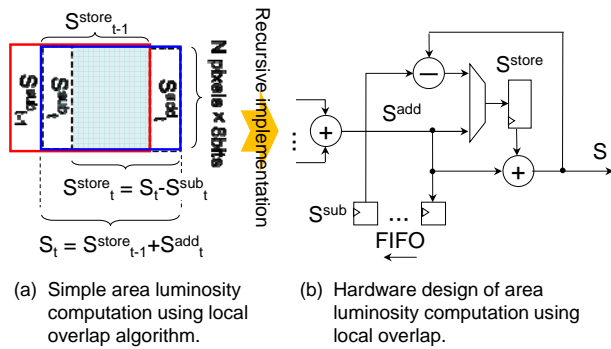 S^store_t-1
S^sub_t-1
S^sub_t
S^add_t
N pixels × 8bits
S^store_t = S_t-S^sub_t
S_t = S^store_t-1+S^add_t
Recursive implementation
...
+
−
S^add
S^store
+
S
S^sub
...
FIFO
(a) Simple area luminosity
computation using local
overlap algorithm.
(b) Hardware design of area
luminosity computation using
local overlap.